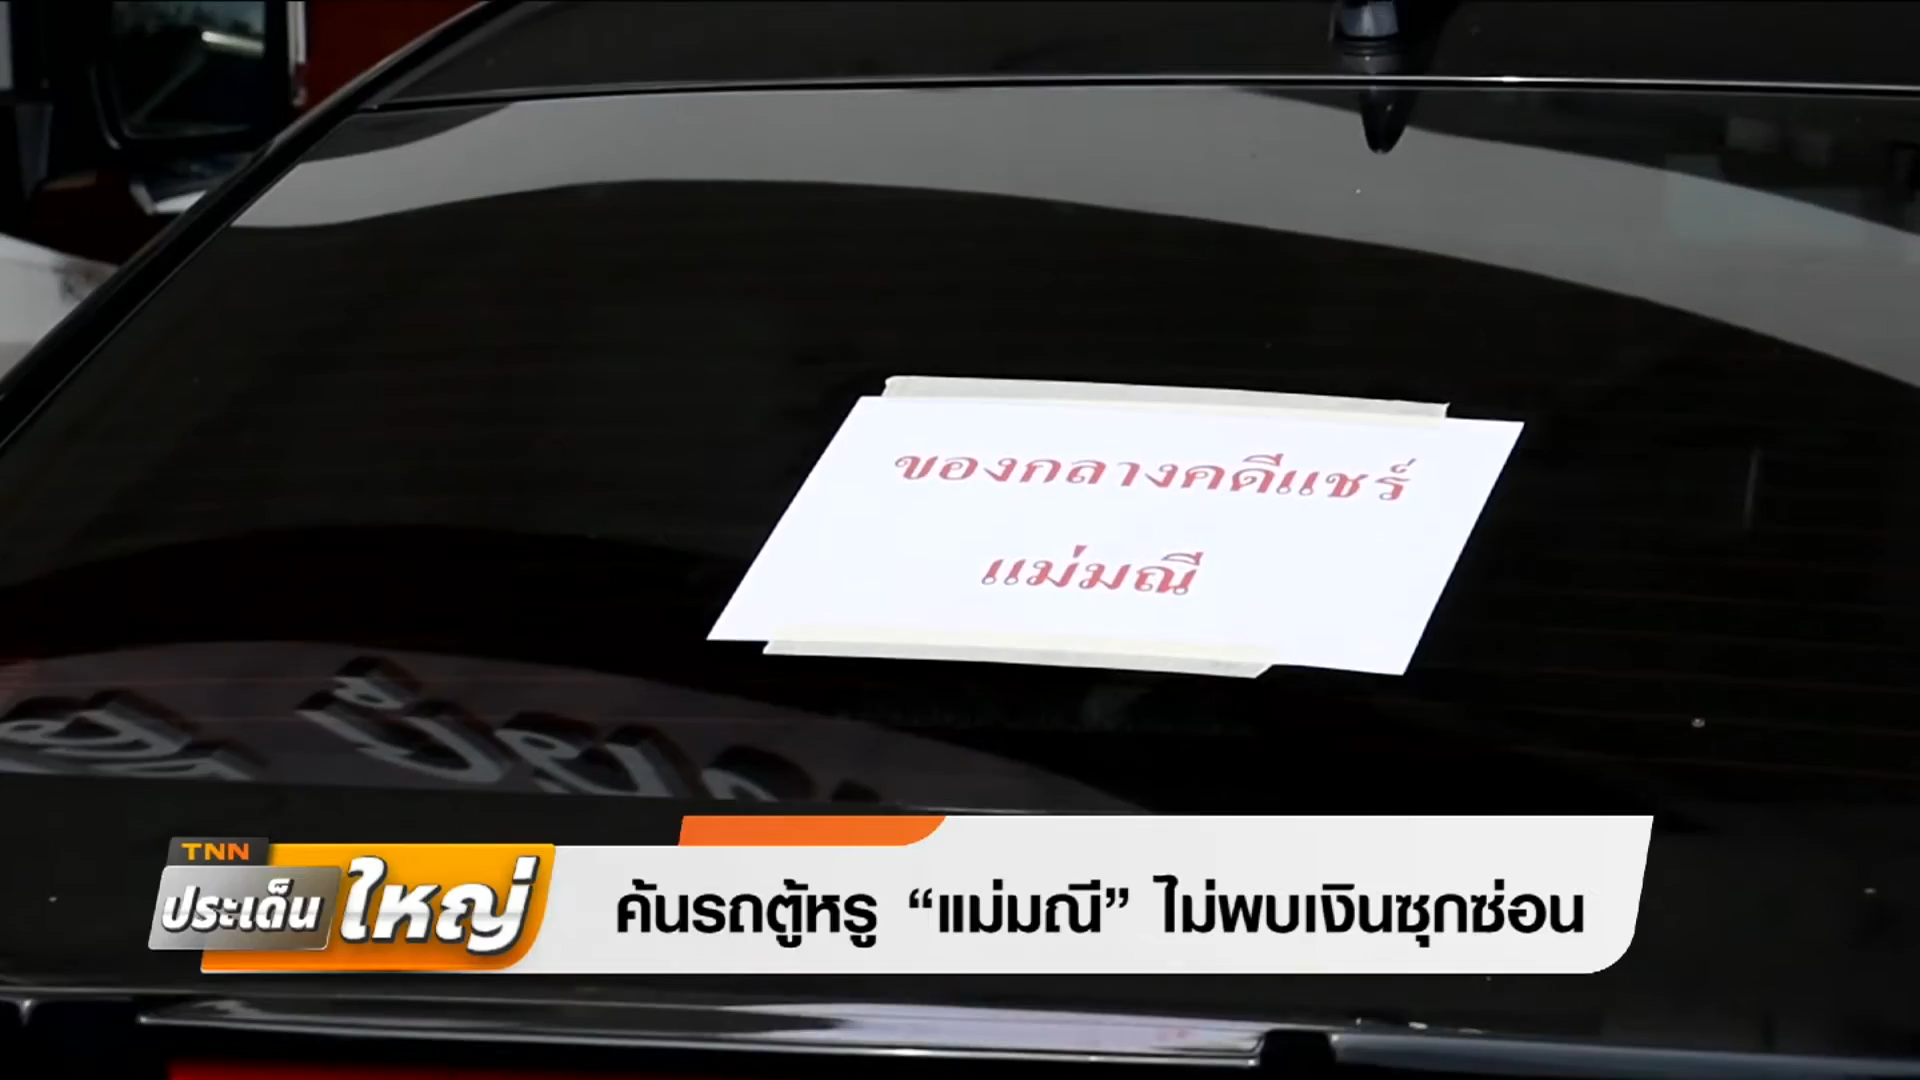 ของกลางคดีแชร์
แม่มณี
TNN
ประเด็น
ใหญ่
ค้นรถตู้หรู “แม่มณี” ไม่พบเงินซุกซ่อน